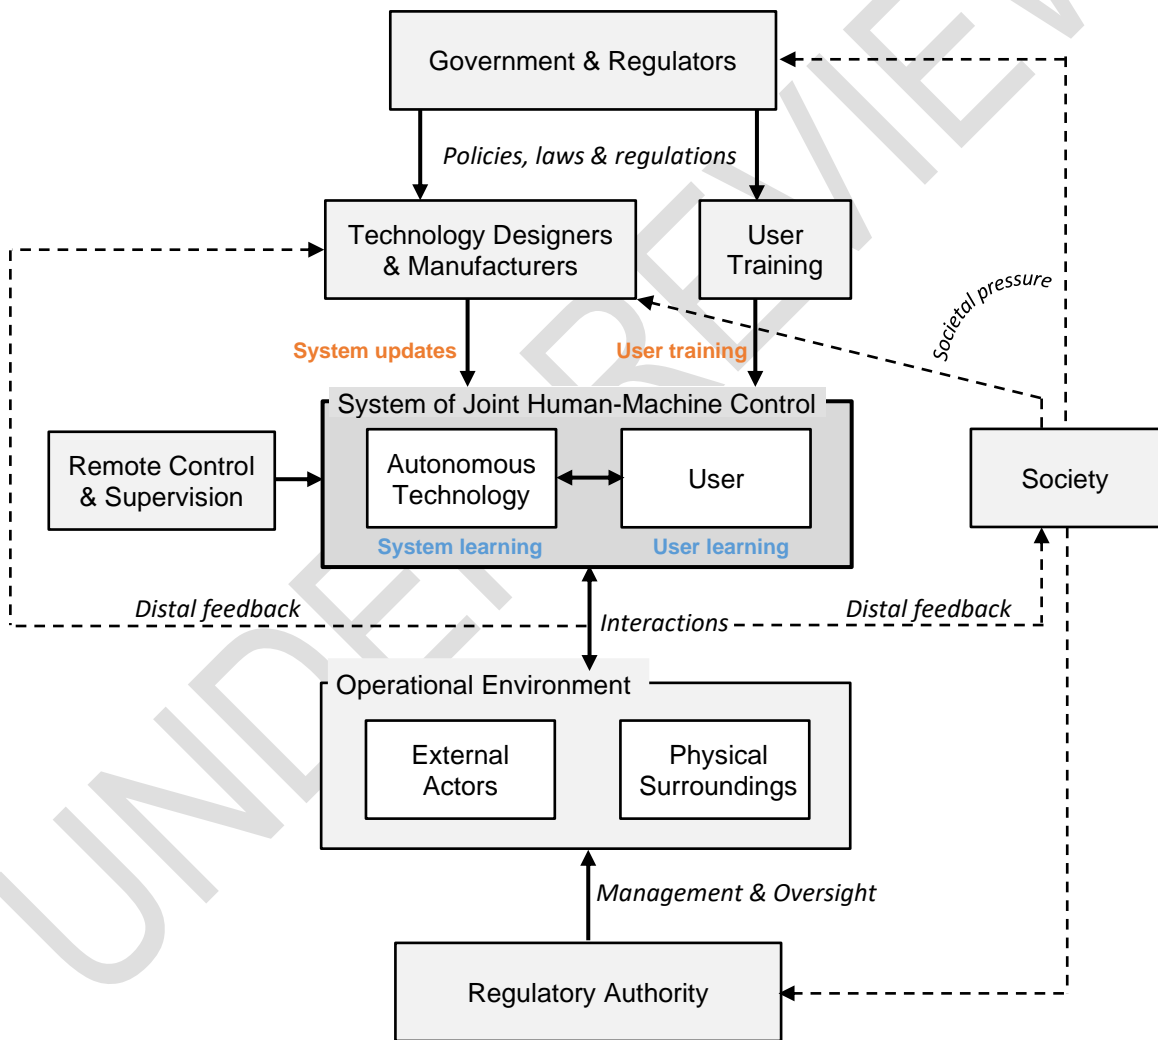 Government & Regulators
Policies, laws & regulations
Technology Designers
& Manufacturers
User
Training
Societal pressure
System updates
User training
System of Joint Human-Machine Control
Remote Control
& Supervision
Autonomous
Technology
User
Society
System learning
User learning
Distal feedback
Interactions
Distal feedback
Operational Environment
External
Actors
Physical
Surroundings
Management & Oversight
Regulatory Authority
UNDER REVIEW